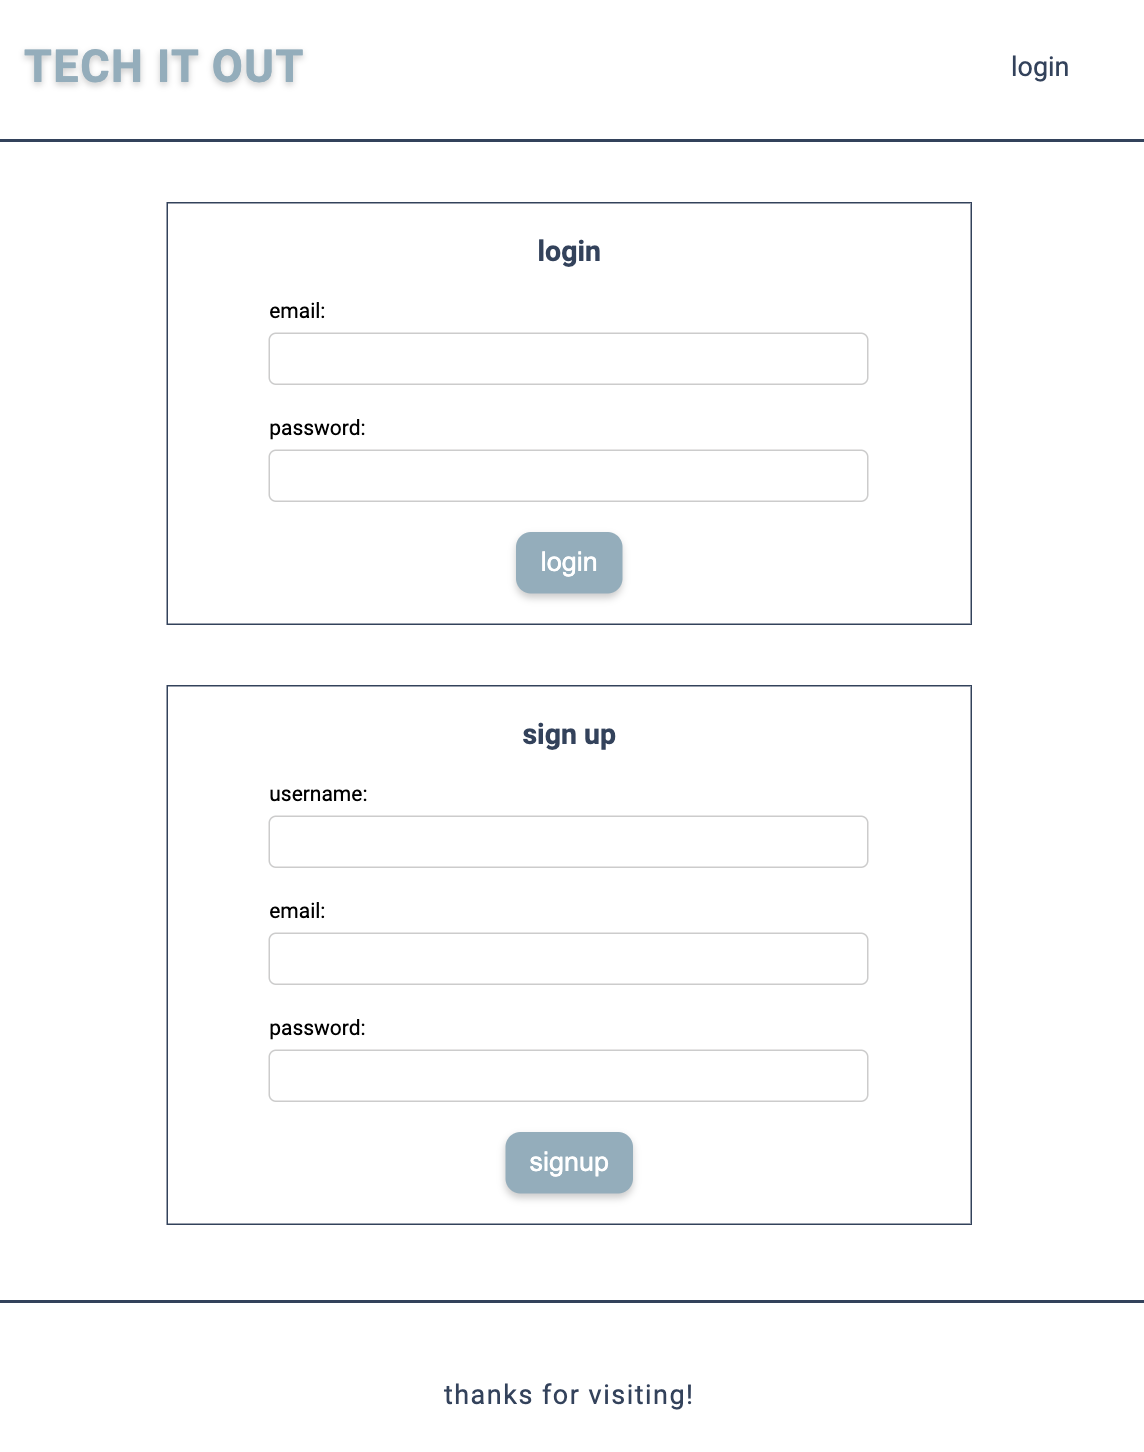 TECH IT OUT
login
login
email:
password:
login
sign up
username:
email:
password:
signup
thanks for visiting!